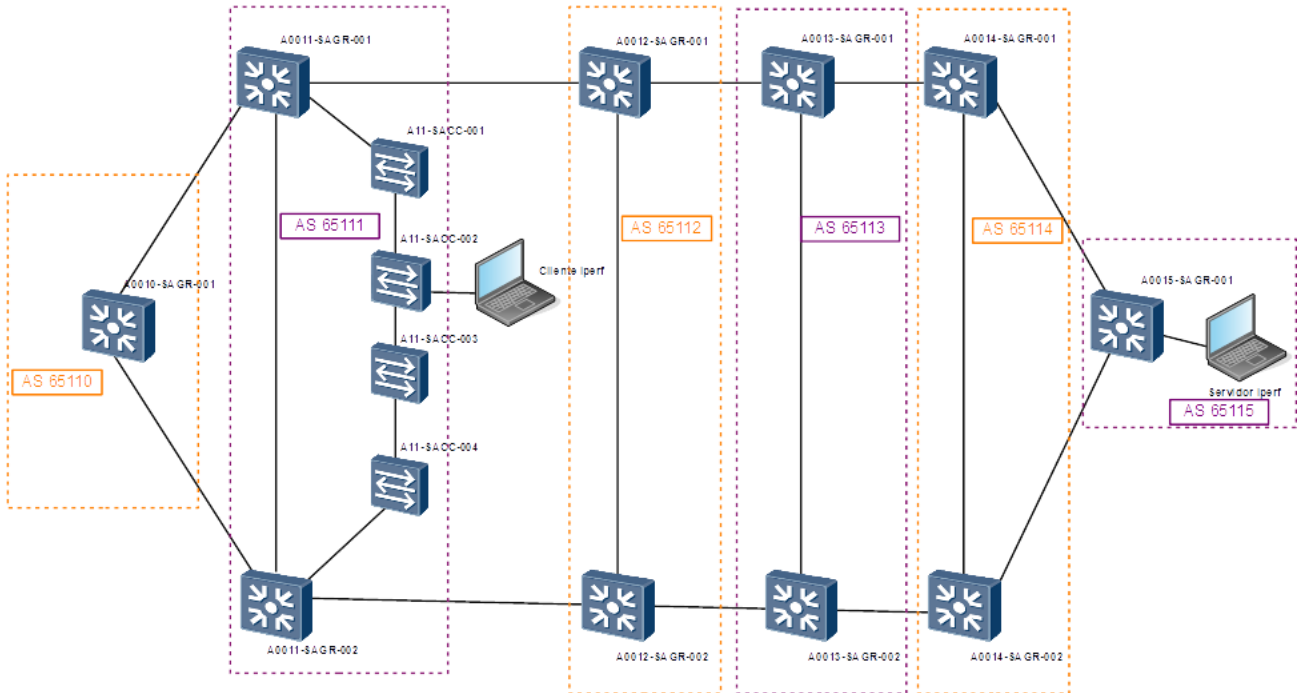 A0011-SAGR-001
A0012-SAGR-001
A0013-SAGR-001
A0014-SAGR-001
A11-SACC-001
AS 65111
AS 65112
AS 65113
AS 65114
A11-SACC-002
Cliente Iperf
A0010-SAGR-001
A0015-SAGR-001
A11-SACC-003
AS 65110
Servidor Iperf
AS 65115
A11-SACC-004
A0011-SAGR-002
A0012-SAGR-002
A0013-SAGR-002
A0014-SAGR-002